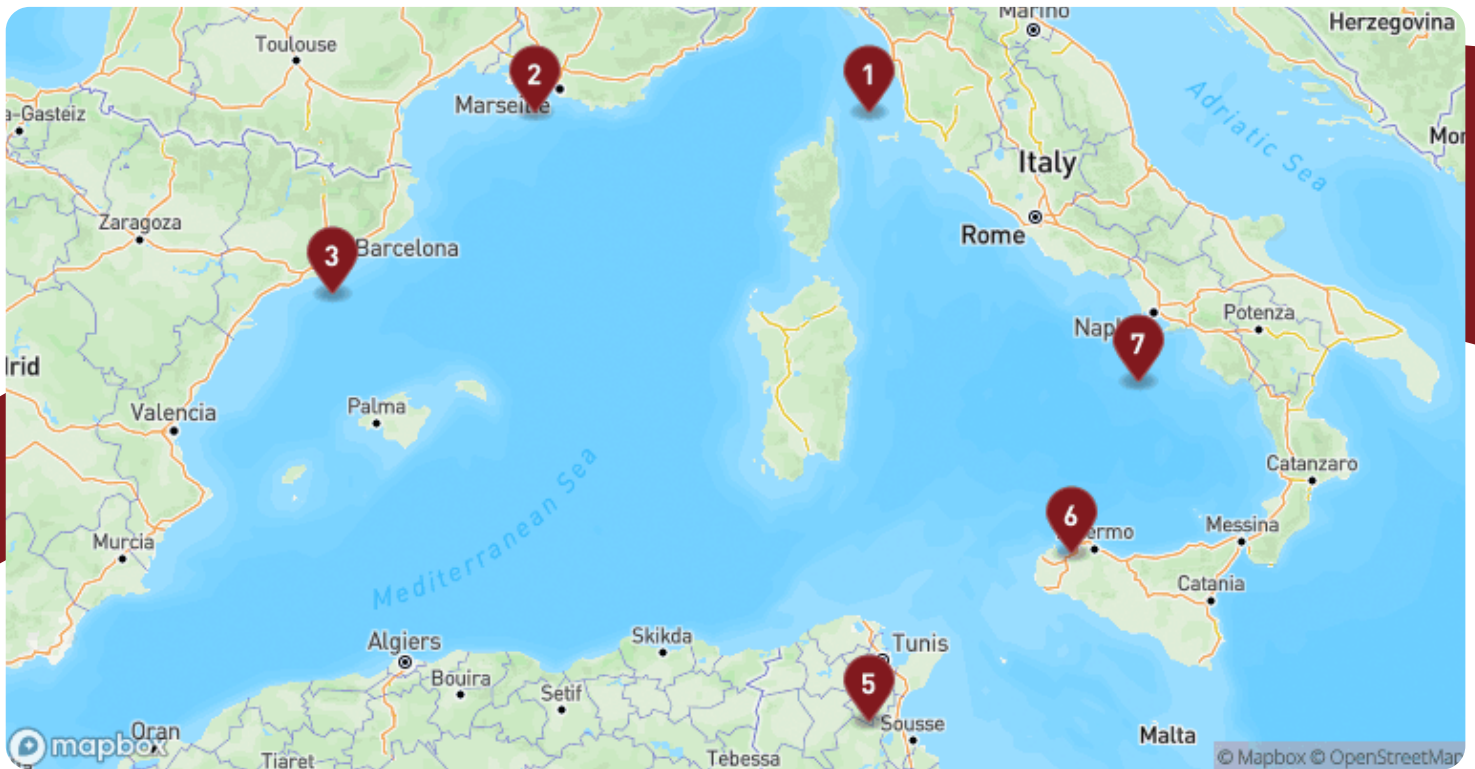 Marino
Herzegovina
Toulouse
2
1
Marseille
a-Gasteiz
Adriatic Sea
Mor
Italy
Zaragoza
Rome
3
Barcelona
Potenza
Nap
7
drid
Palma
Valencia
Catanzaro
6
ermo
Messina
Murcia
Mediterranean Sea
Catania
Algiers
Skikda
Tunis
5
Bouira
Setif
Sousse
Oran
Malta
mapbox
Tiaret
Tebessa
© Mapbox © OpenStreetMap